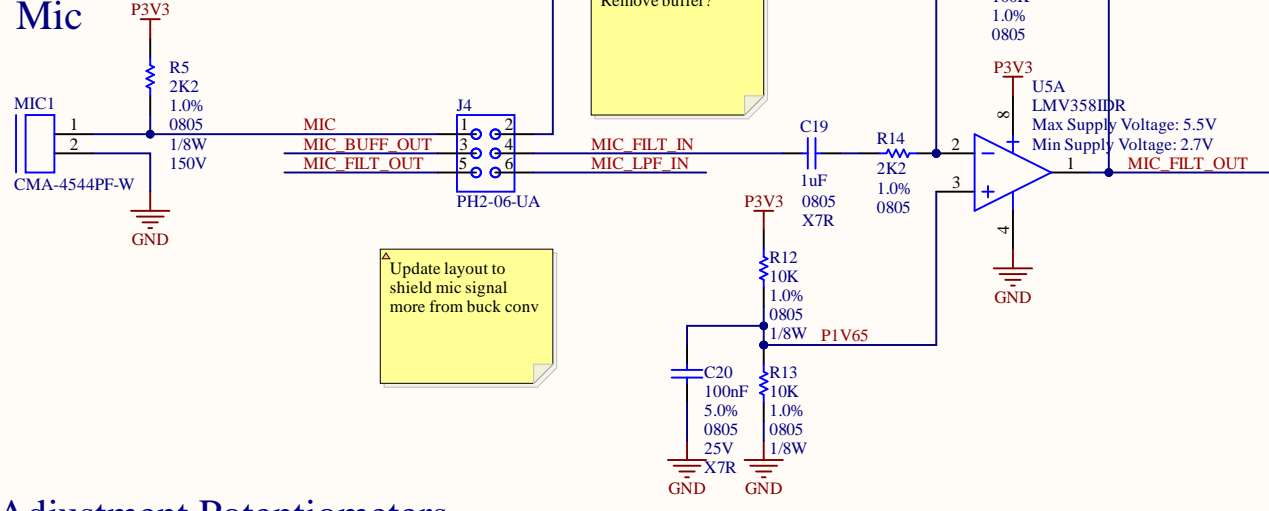 Mic
P3V3
R5
2K2
1.0%
0805
1/8W
150V
MIC1
1
2
CMA-4544PF-W
GND
MIC
MIC_BUFF_OUT
MIC_FILT_OUT
J4
1
2
3
4
5
6
PH2-06-UA
MIC_FILT_IN
MIC_LPF_IN
Remove buffer?
Update layout to
shield mic signal
more from buck conv
C19
1uF
0805
X7R
R14
2K2
1.0%
0805
100K
1.0%
0805
P3V3
U5A
LMV358IDR
Max Supply Voltage: 5.5V
Min Supply Voltage: 2.7V
8
2
3
1
4
MIC_FILT_OUT
GND
P3V3
R12
10K
1.0%
0805
1/8W
P1V65
C20
100nF
5.0%
0805
25V
X7R
R13
10K
1.0%
0805
1/8W
GND
GND
Adjustment Potentiometers